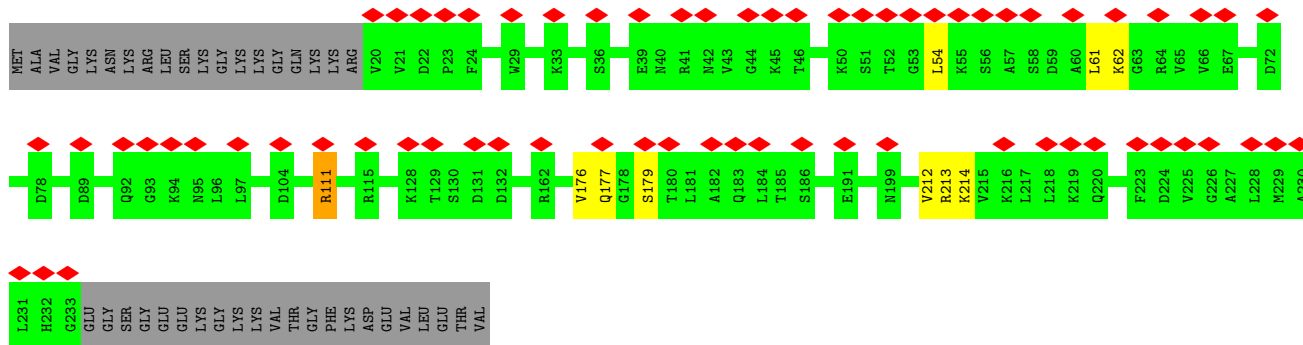 MET ALA VAL GLY LYS ASN LYS ARG LEU SER LYS GLY LYS LYS GLY GLN LYS LYS ARG V20 V21 D22 P23 F24 W29 K33 S36 E39 N40 R41 N42 V43 G44 K45 T46 K50 S51 T52 G53 L54 K55 S56 A57 S58 D59 A60 L61 K62 G63 R64 V65 V66 E67 D72
D78 D89 Q92 G93 K94 N95 L96 L97 D104 R111 R115 K128 T129 S130 D131 D132 R162 V176 Q177 G178 S179 T180 L181 A182 Q183 L184 T185 S186 E191 N199 V212 R213 K214 V215 K216 L217 L218 K219 Q220 F223 D224 V225 G226 A227 L228 M229 A230
L231 H232 G233 GLU GLY SER GLY GLU GLU LYS GLY LYS LYS VAL THR GLY PHE LYS ASP GLU VAL LEU GLU THR VAL